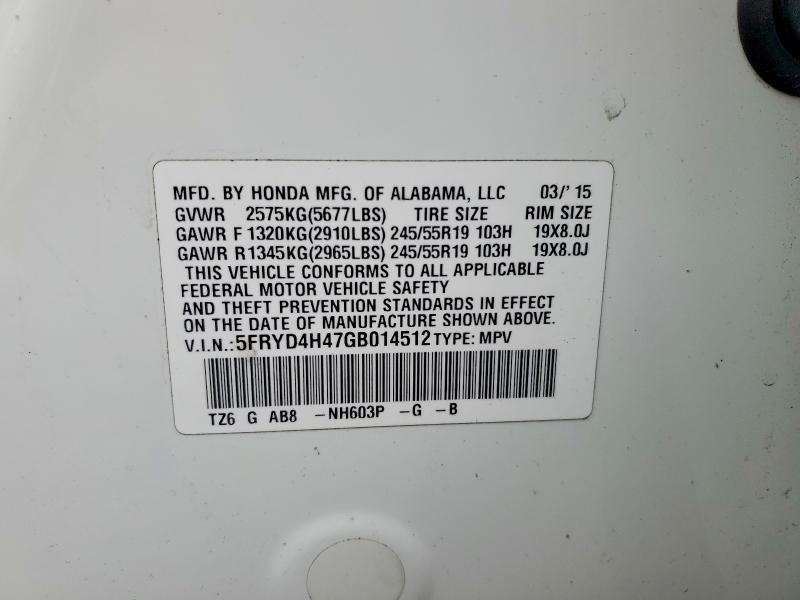 MFD. BY HONDA MFG. OF ALABAMA, LLC 03/' 15
GVWR 2575KG(5677LBS) TIRE SIZE RIM SIZE
GAWR F 1320KG(2910LBS) 245/55R19 103H 19X8.0J
GAWR R1345KG(2965LBS) 245/55R19 103H 19X8.0J
THIS VEHICLE CONFORMS TO ALL APPLICABLE
FEDERAL MOTOR VEHICLE SAFETY
AND THEFT PREVENTION STANDARDS IN EFFECT
ON THE DATE OF MANUFACTURE SHOWN ABOVE.
V.I.N.:5FRYD4H47GB014512 TYPE: MPV
TZ6 G AB8 -NH603P -G -B